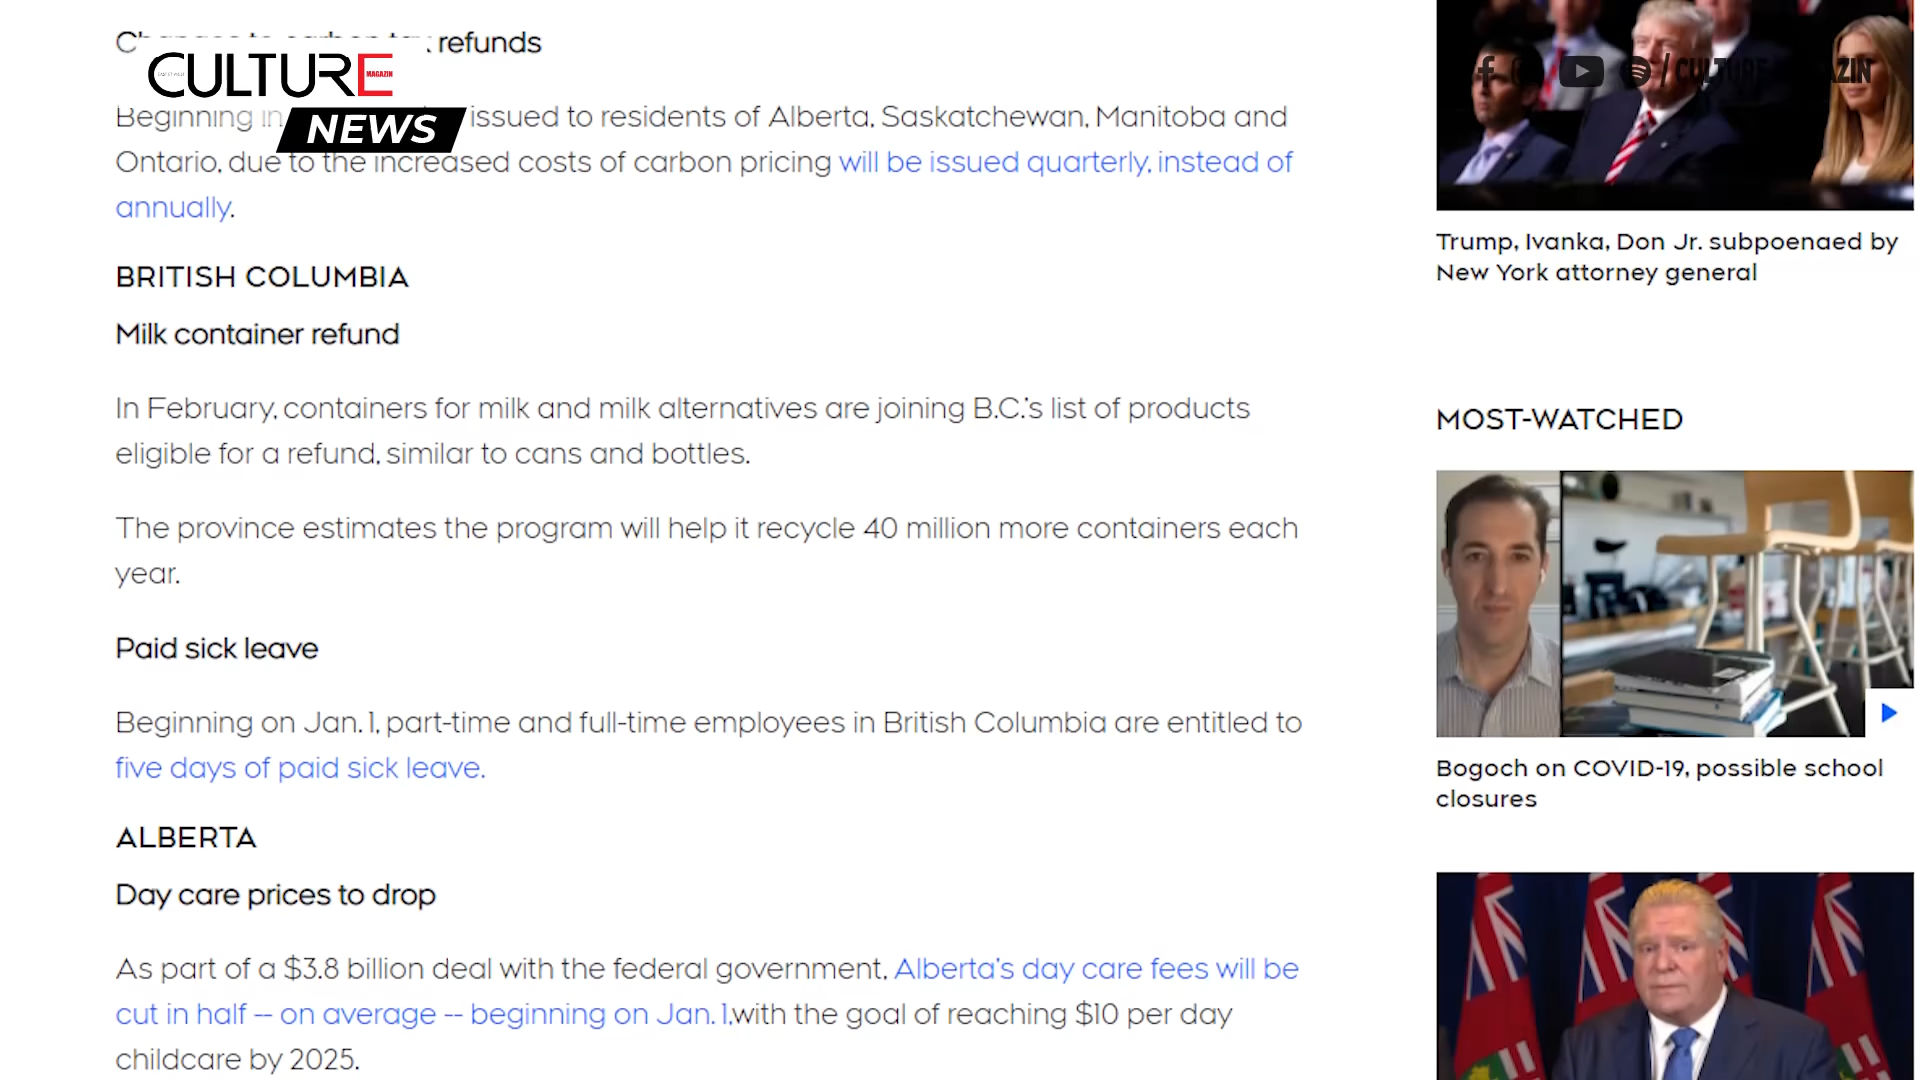 refunds
CULTURE
MAGAZIN
NEWS
Beginning in issued to residents of Alberta, Saskatchewan, Manitoba and
Ontario, due to the increased costs of carbon pricing will be issued quarterly, instead of
annually.
BRITISH COLUMBIA
Milk container refund
In February, containers for milk and milk alternatives are joining B.C.'s list of products
eligible for a refund, similar to cans and bottles.
The province estimates the program will help it recycle 40 million more containers each
year.
Paid sick leave
Beginning on Jan. 1, part-time and full-time employees in British Columbia are entitled to
five days of paid sick leave.
ALBERTA
Day care prices to drop
As part of a $3.8 billion deal with the federal government, Alberta's day care fees will be
cut in half -- on average -- beginning on Jan. 1,with the goal of reaching $10 per day
childcare by 2025.
/CULTURE
Trump, Ivanka, Don Jr. subpoenaed by
New York attorney general
MOST-WATCHED
Bogoch on COVID-19, possible school
closures